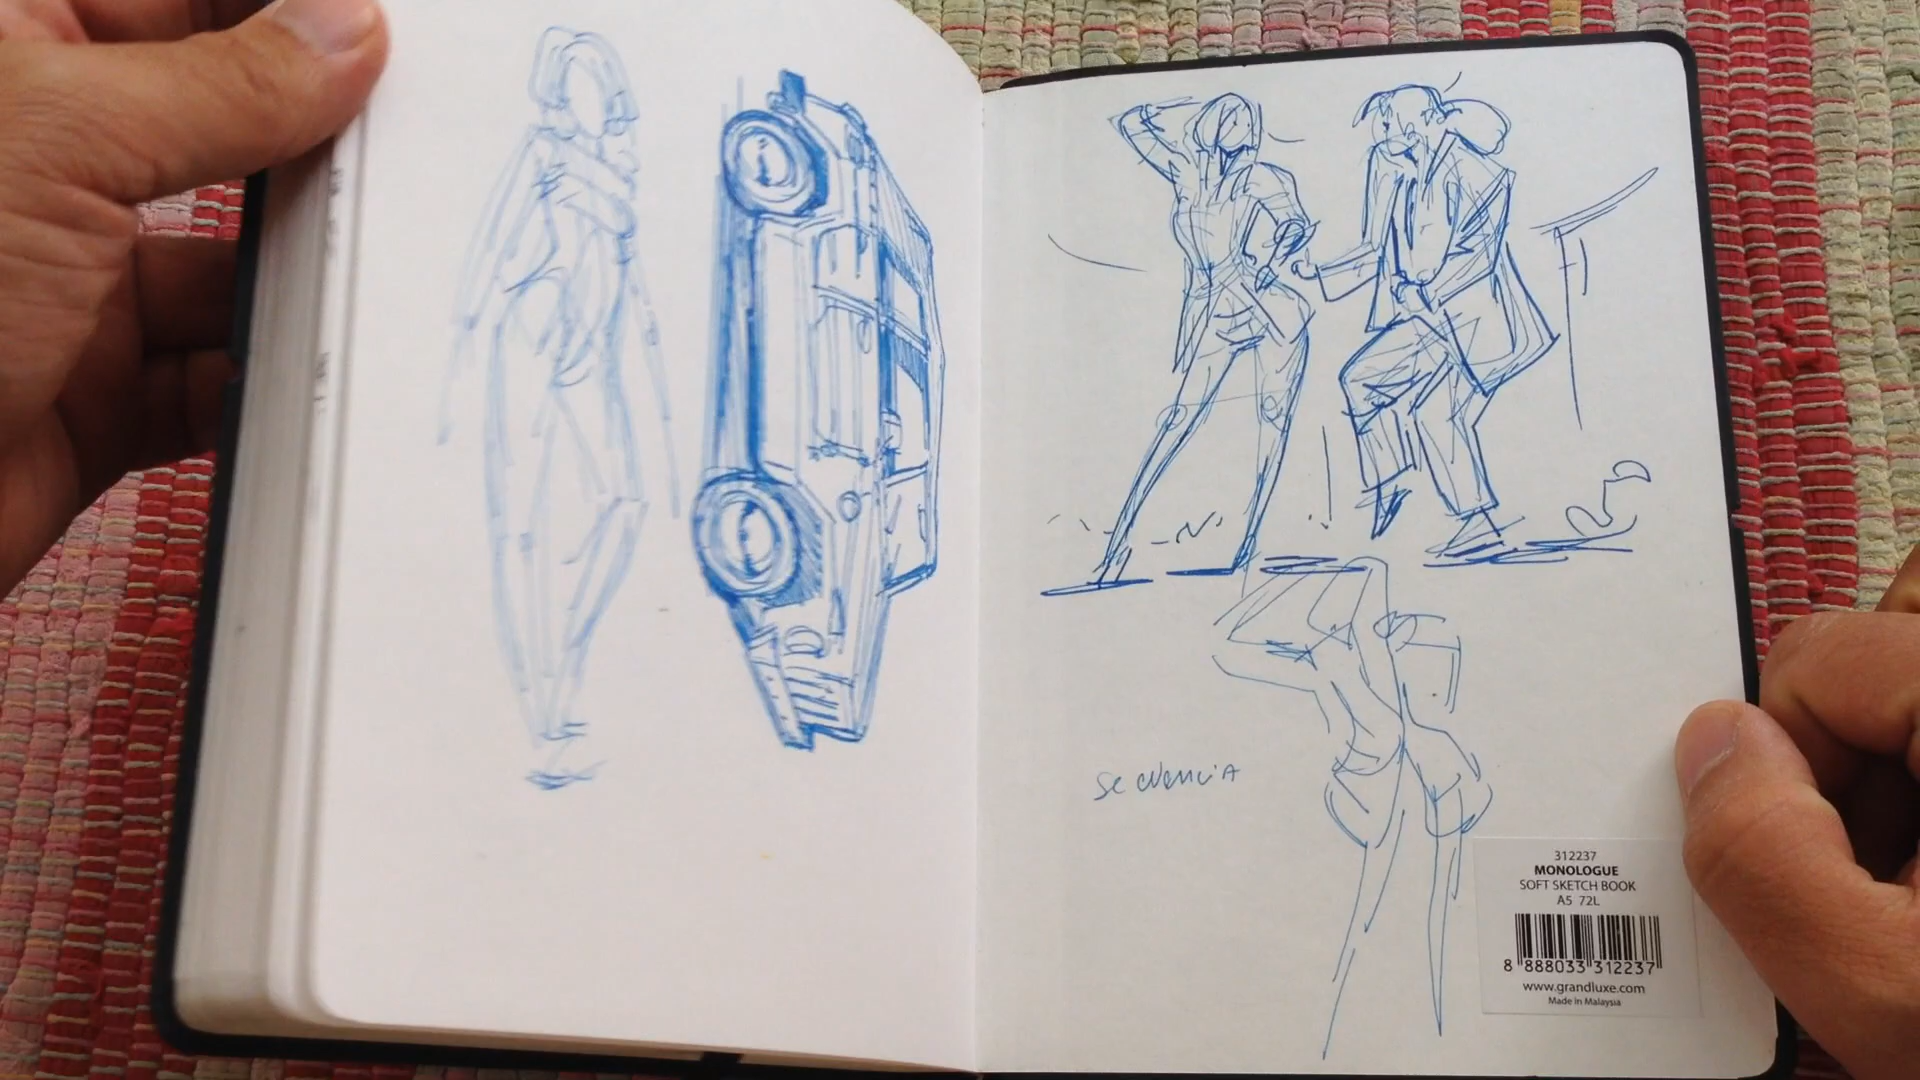 secuencia
312237
MONOLOGUE
SOFT SKETCH BOOK
A5 72L
8 888033 312237
www.grandluxe.com
Made in Malaysia